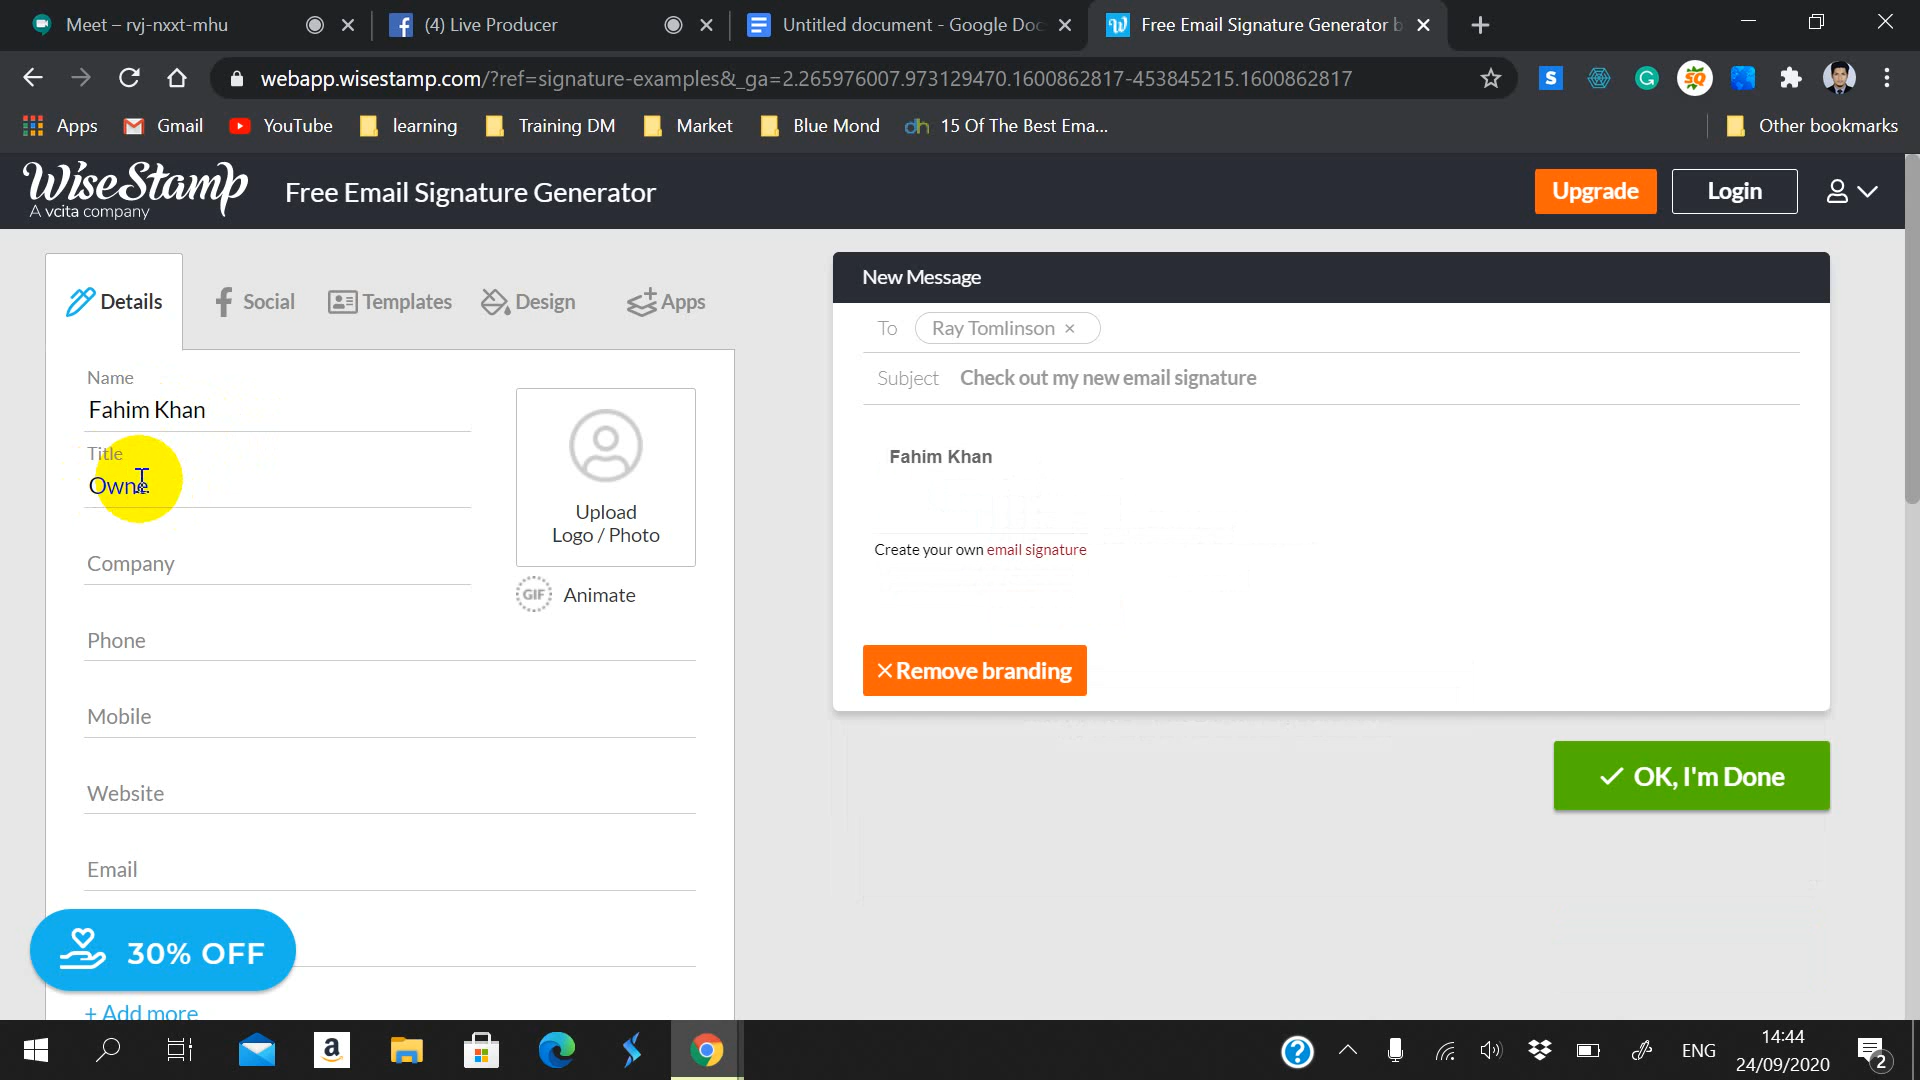 Meet – rvj-nxxt-mhu
(4) Live Producer
Untitled document - Google Doc
Free Email Signature Generator b
webapp.wisestamp.com/?ref=signature-examples&_ga=2.265976007.973129470.1600862817-453845215.1600862817
Apps
Gmail
YouTube
learning
Training DM
Market
Blue Mond
15 Of The Best Ema...
Other bookmarks
WiseStamp
A vcita company
Free Email Signature Generator
Upgrade
Login
Details
Social
Templates
Design
Apps
Name
Fahim Khan
Title
Owne
Upload
Logo / Photo
Company
GIF
Animate
Phone
Mobile
Website
Email
30% OFF
+ Add more
New Message
To
Ray Tomlinson ×
Subject
Check out my new email signature
Fahim Khan
Create your own email signature
×Remove branding
OK, I'm Done
ENG
14:44
24/09/2020
2